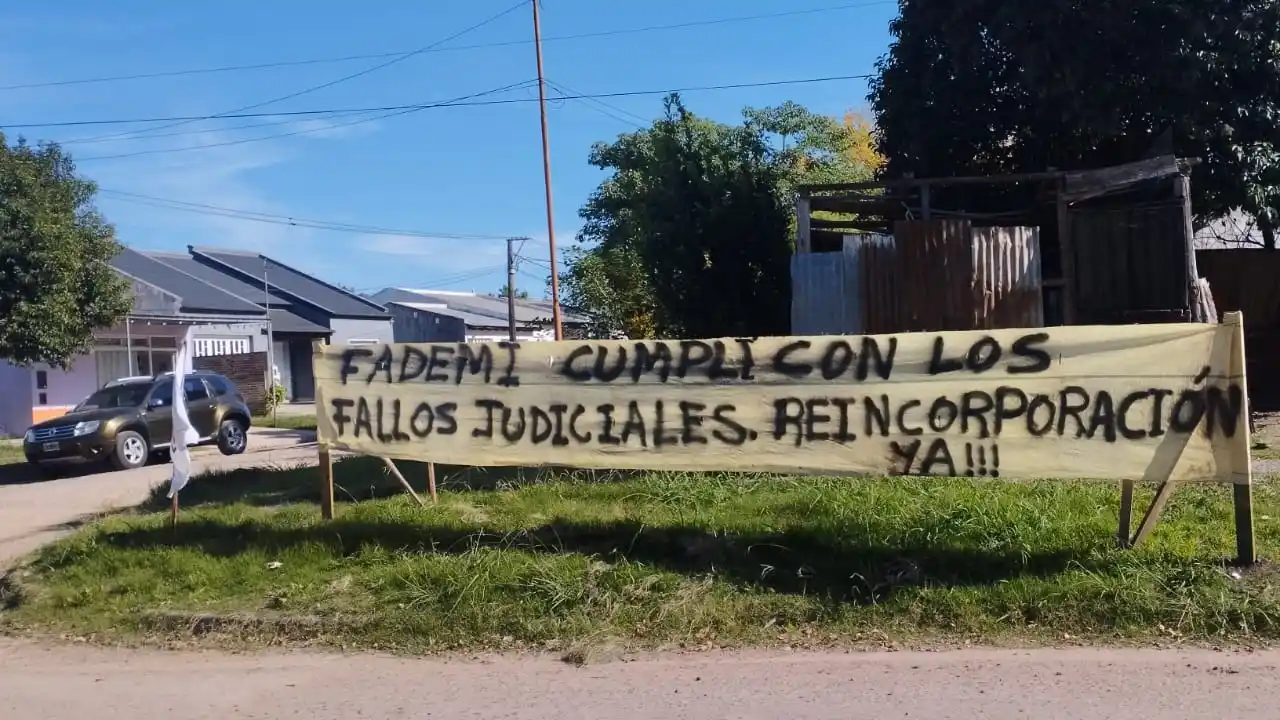 FADEMI CUMPLI CON LOS
FALLOS JUDICIALES. REINCORPORACIÓN
YA!!!